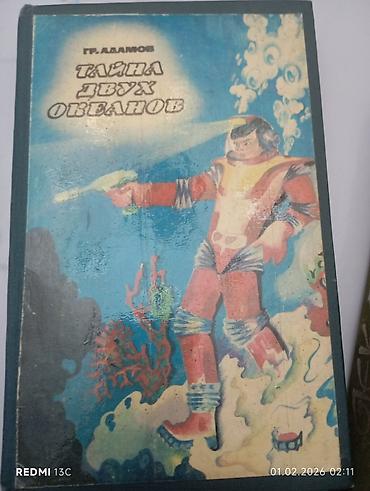 ГР. АДАМОВ
ТАЙНА
ДВУХ
ОКЕАНОВ
REDMI 13C
01.02.2026 02:11